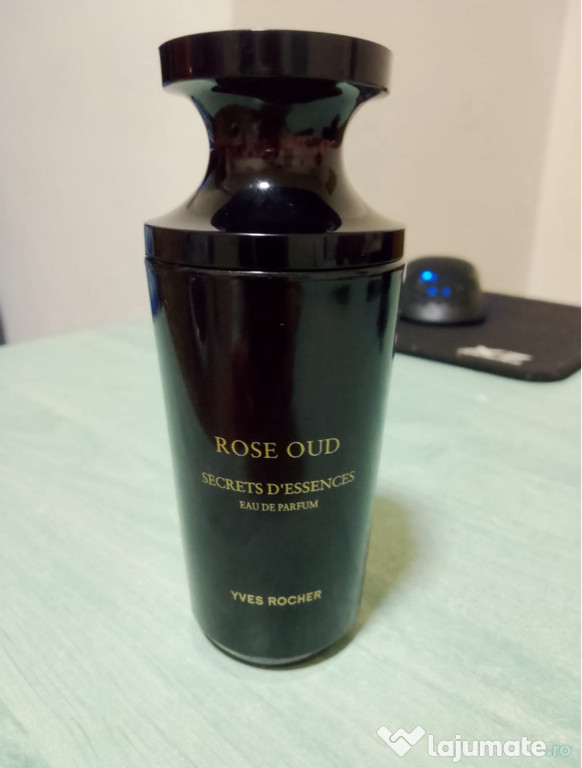 ROSE OUD
SECRETS D'ESSENCES
EAU DE PARFUM
YVES ROCHER
lajumate.ro